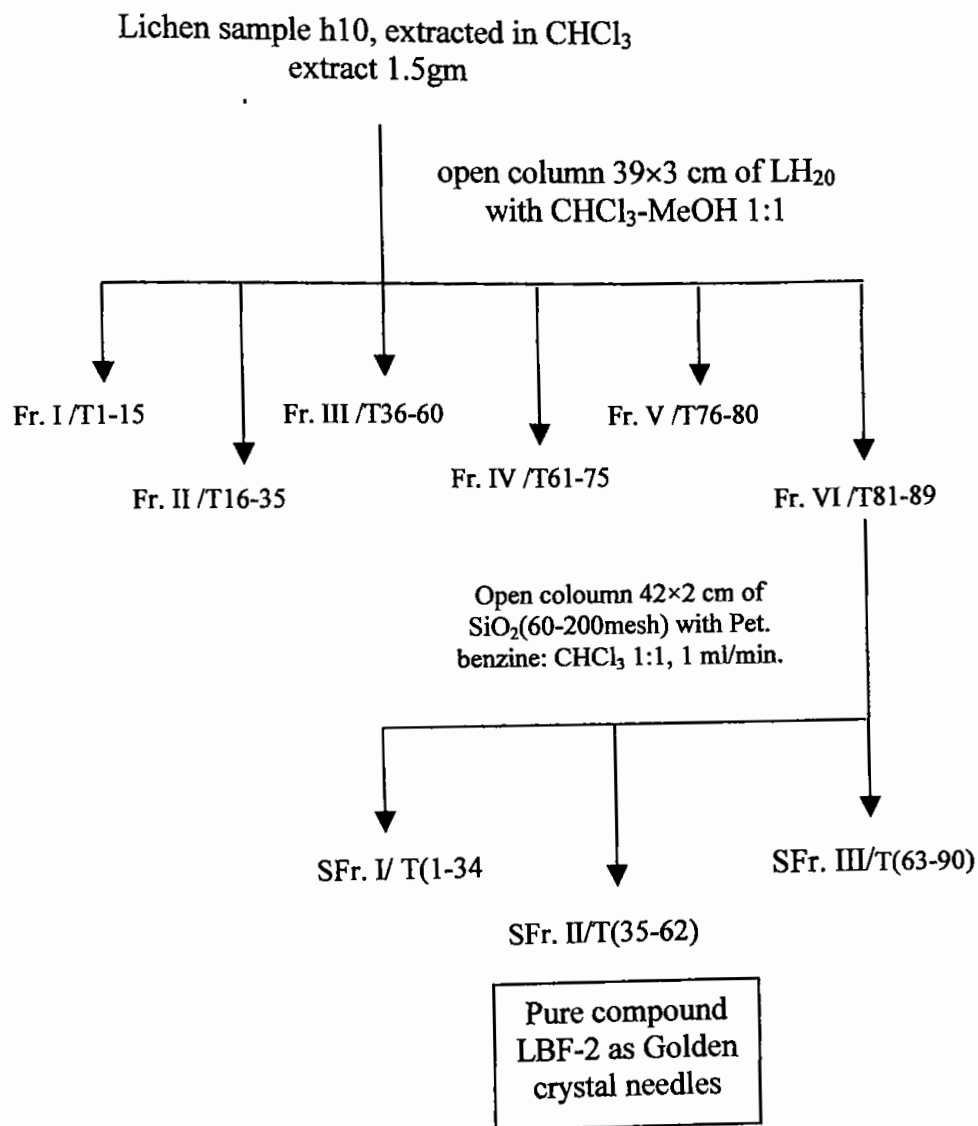 Lichen sample h10, extracted in CHCl₃
extract 1.5gm
open column 39×3 cm of LH₂₀
with CHCl₃-MeOH 1:1
Fr. I /T1-15
Fr. III /T36-60
Fr. V /T76-80
Fr. II /T16-35
Fr. IV /T61-75
Fr. VI /T81-89
Open coloumn 42×2 cm of
SiO₂(60-200mesh) with Pet.
benzine: CHCl₃ 1:1, 1 ml/min.
SFr. I/ T(1-34
SFr. III/T(63-90)
SFr. II/T(35-62)
Pure compound
LBF-2 as Golden
crystal needles